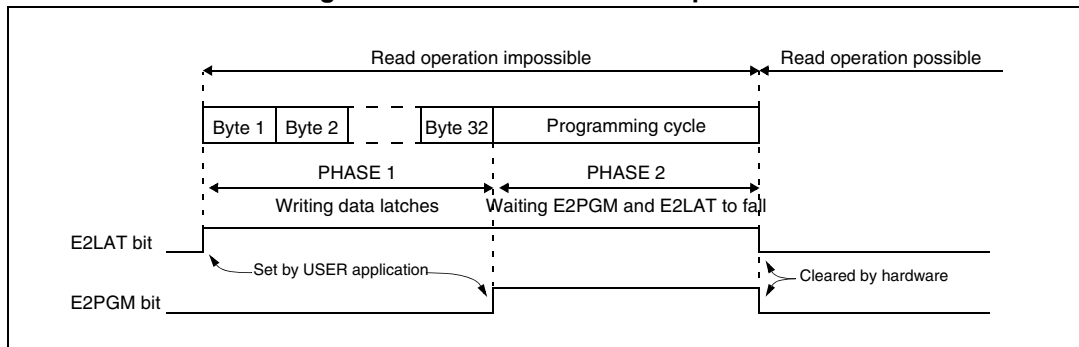 Read operation impossible
Read operation possible
Byte 1
Byte 2
Byte 32
Programming cycle
PHASE 1
PHASE 2
Writing data latches
Waiting E2PGM and E2LAT to fall
E2LAT bit
Set by USER application
Cleared by hardware
E2PGM bit